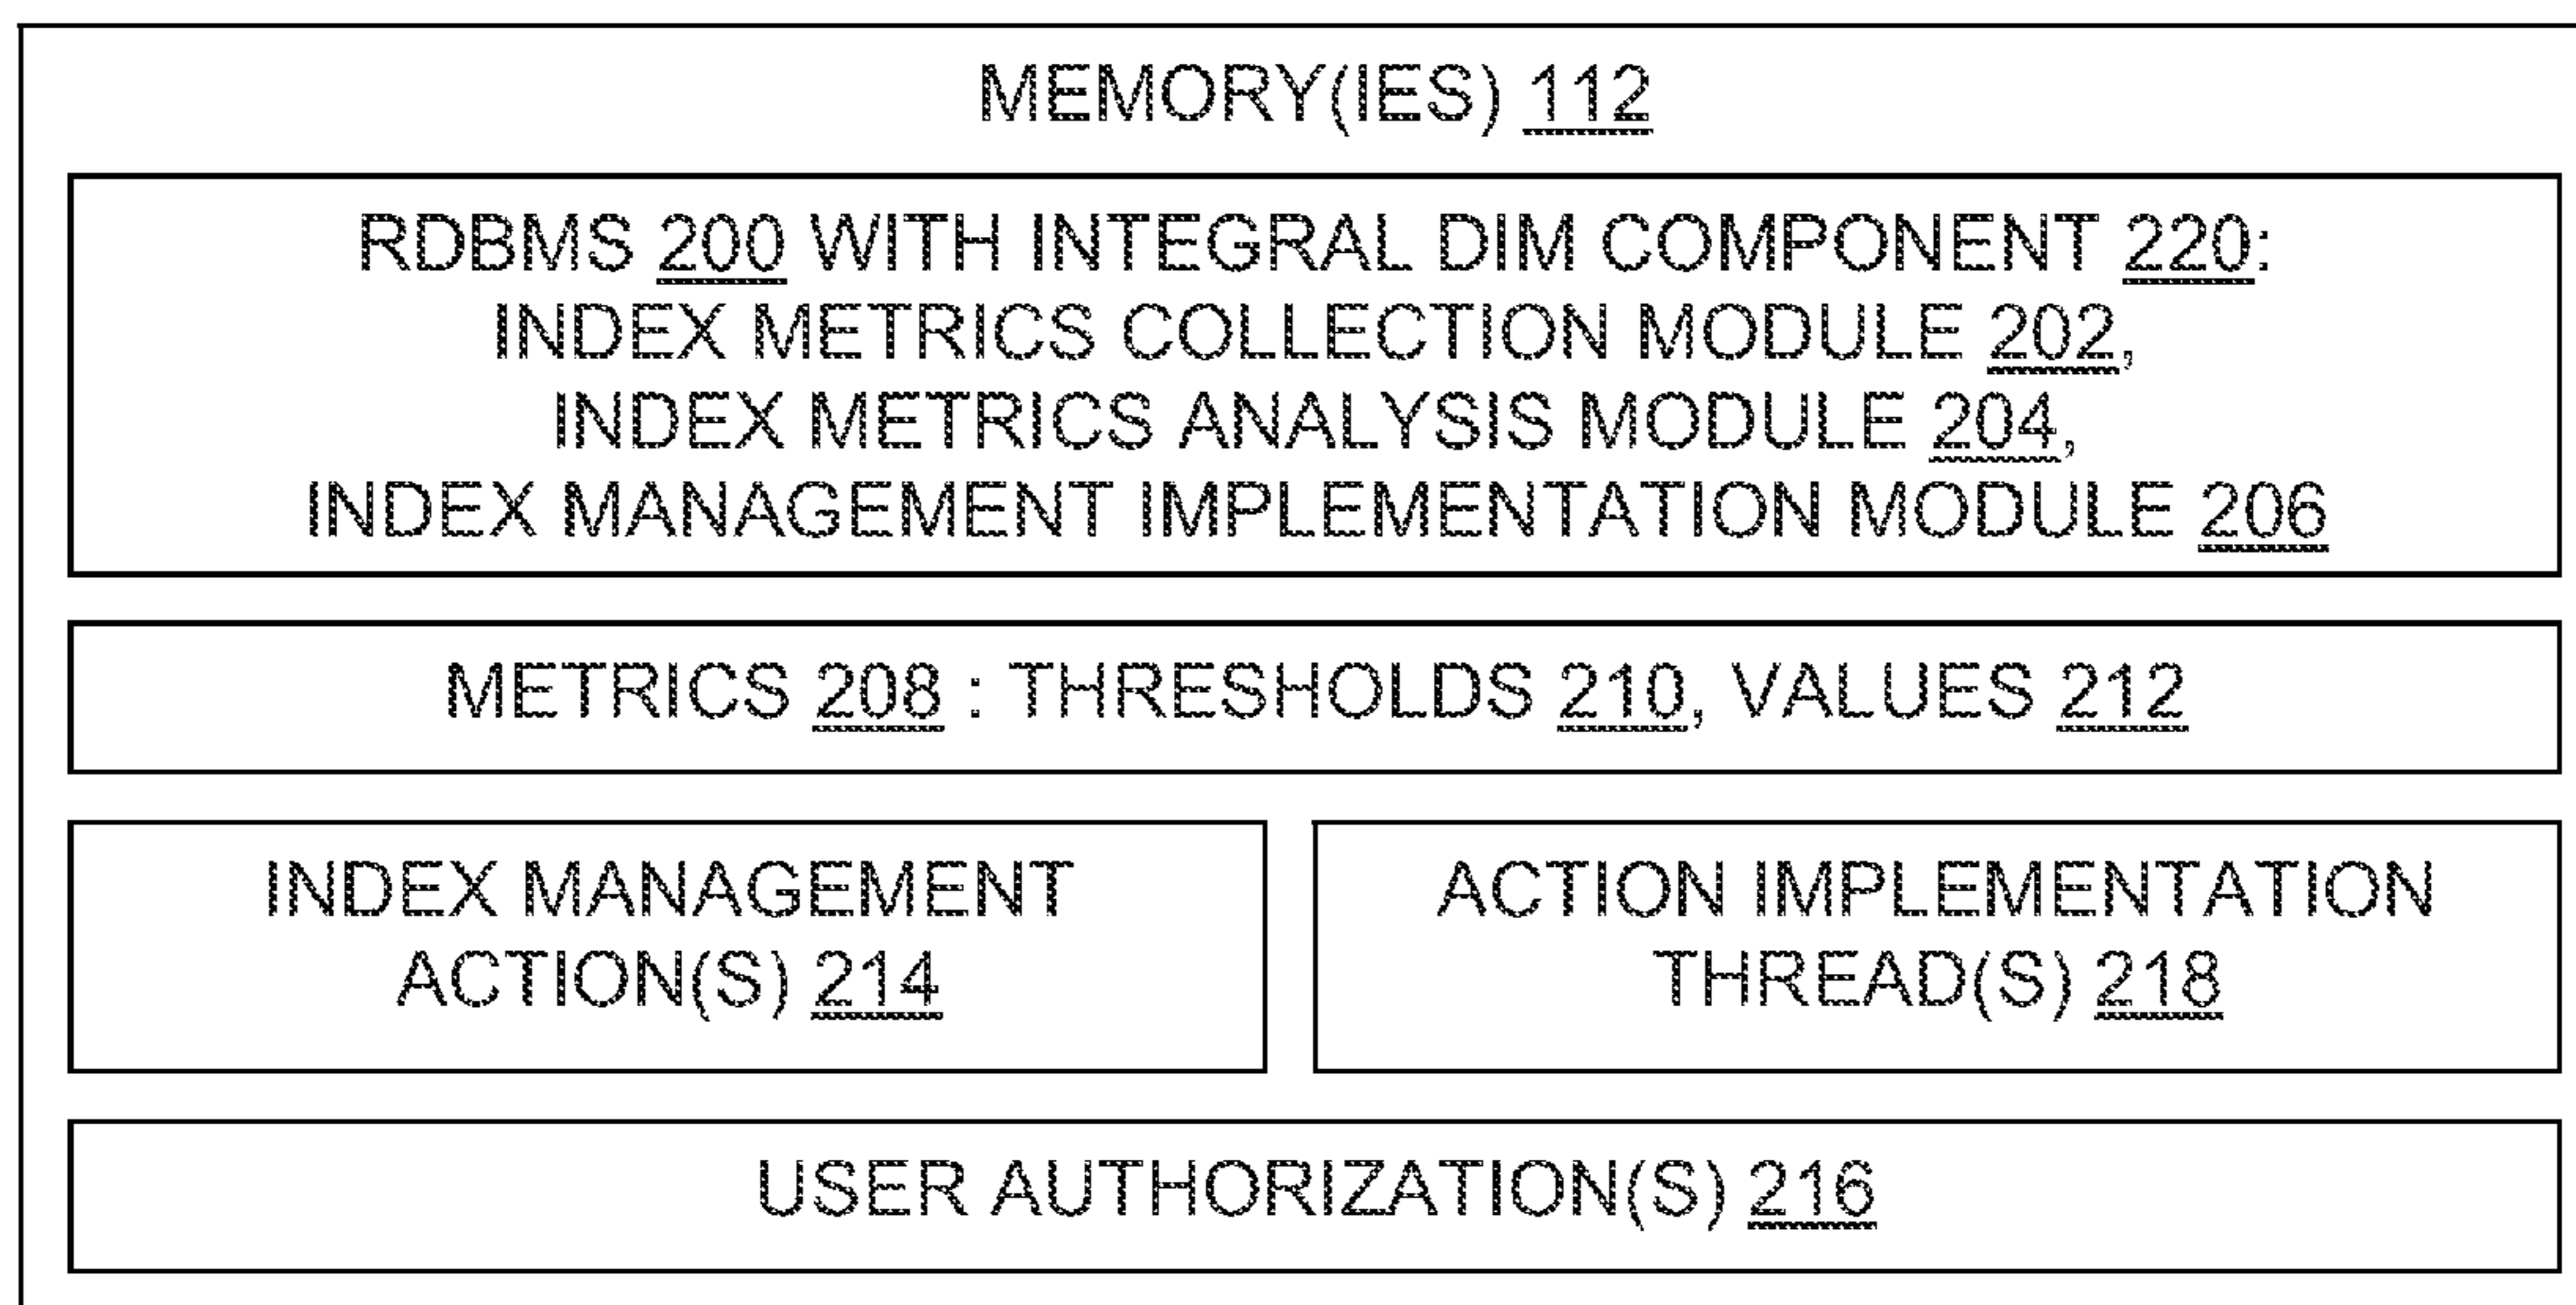 MEMORY(IES) 112
RDBMS 200 WITH INTEGRAL DIM COMPONENT 220:
INDEX METRICS COLLECTION MODULE 202,
INDEX METRICS ANALYSIS MODULE 204,
INDEX MANAGEMENT IMPLEMENTATION MODULE 206
METRICS 208 : THRESHOLDS 210, VALUES 212
INDEX MANAGEMENT
ACTION(S) 214
ACTION IMPLEMENTATION
THREAD(S) 218
USER AUTHORIZATION(S) 216